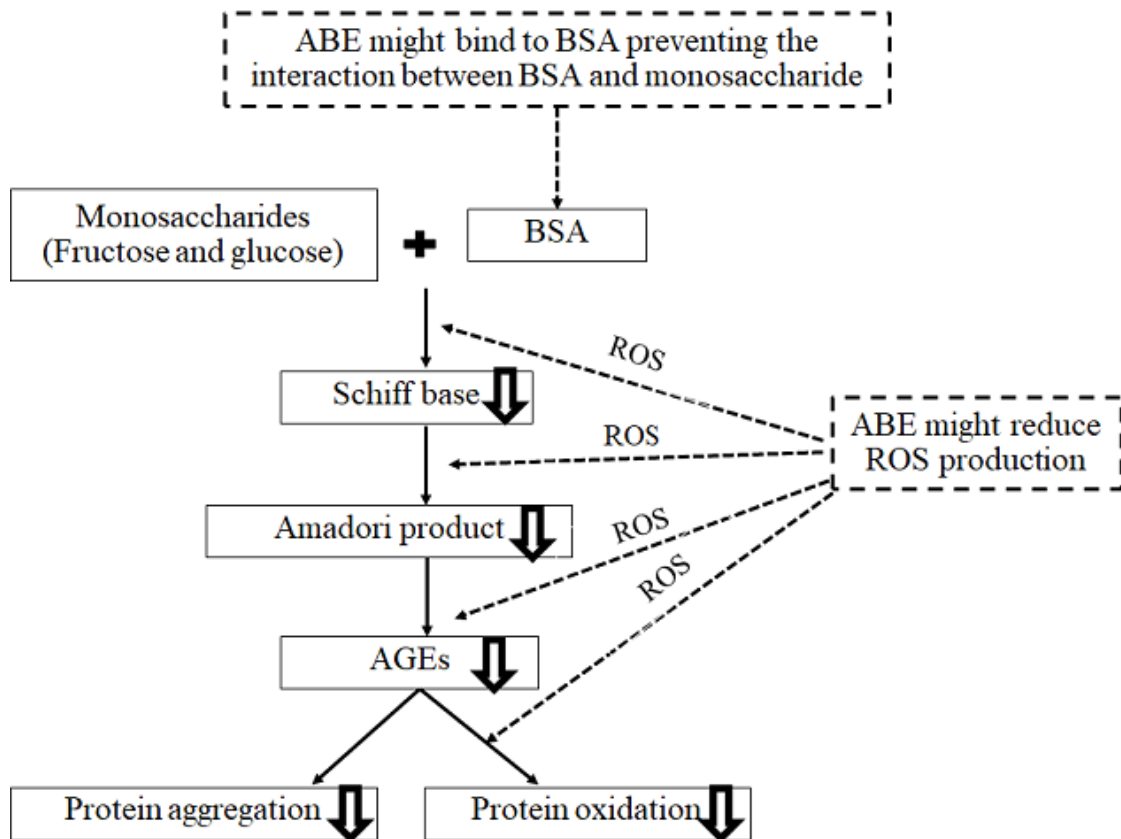 ABE might bind to BSA preventing the
interaction between BSA and monosaccharide
Monosaccharides
(Fructose and glucose)
+
BSA
ROS
Schiff base
ROS
ABE might reduce
ROS production
Amadori product
ROS
ROS
AGEs
Protein aggregation
Protein oxidation